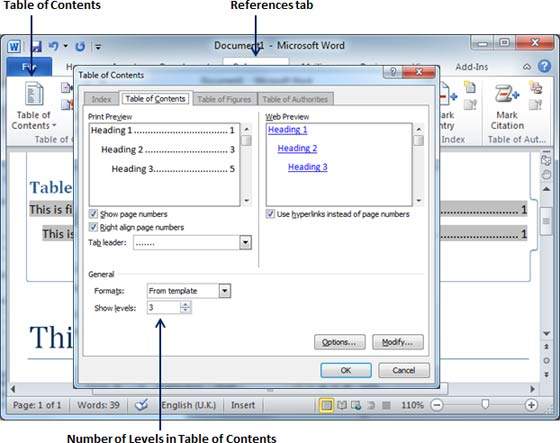 Table of Contents
References tab
Document1 - Microsoft Word
File
Add-Ins
Table of Contents
Index
Table of Contents
Table of Figures
Table of Authorities
Table of
Contents
Mark
Citation
Table of Aut...
Print Preview
Web Preview
Heading 1 ................................ 1
Heading 2 ........................... 3
Heading 3........................ 5
Heading 1
Heading 2
Heading 3
Show page numbers
Right align page numbers
Use hyperlinks instead of page numbers
Tab leader: .......
General
Formats: From template
Show levels: 3
Options...
Modify...
OK
Cancel
Table
This is fi
1
This is
1
Thi
Page: 1 of 1
Words: 39
English (U.K.)
Insert
110%
Number of Levels in Table of Contents